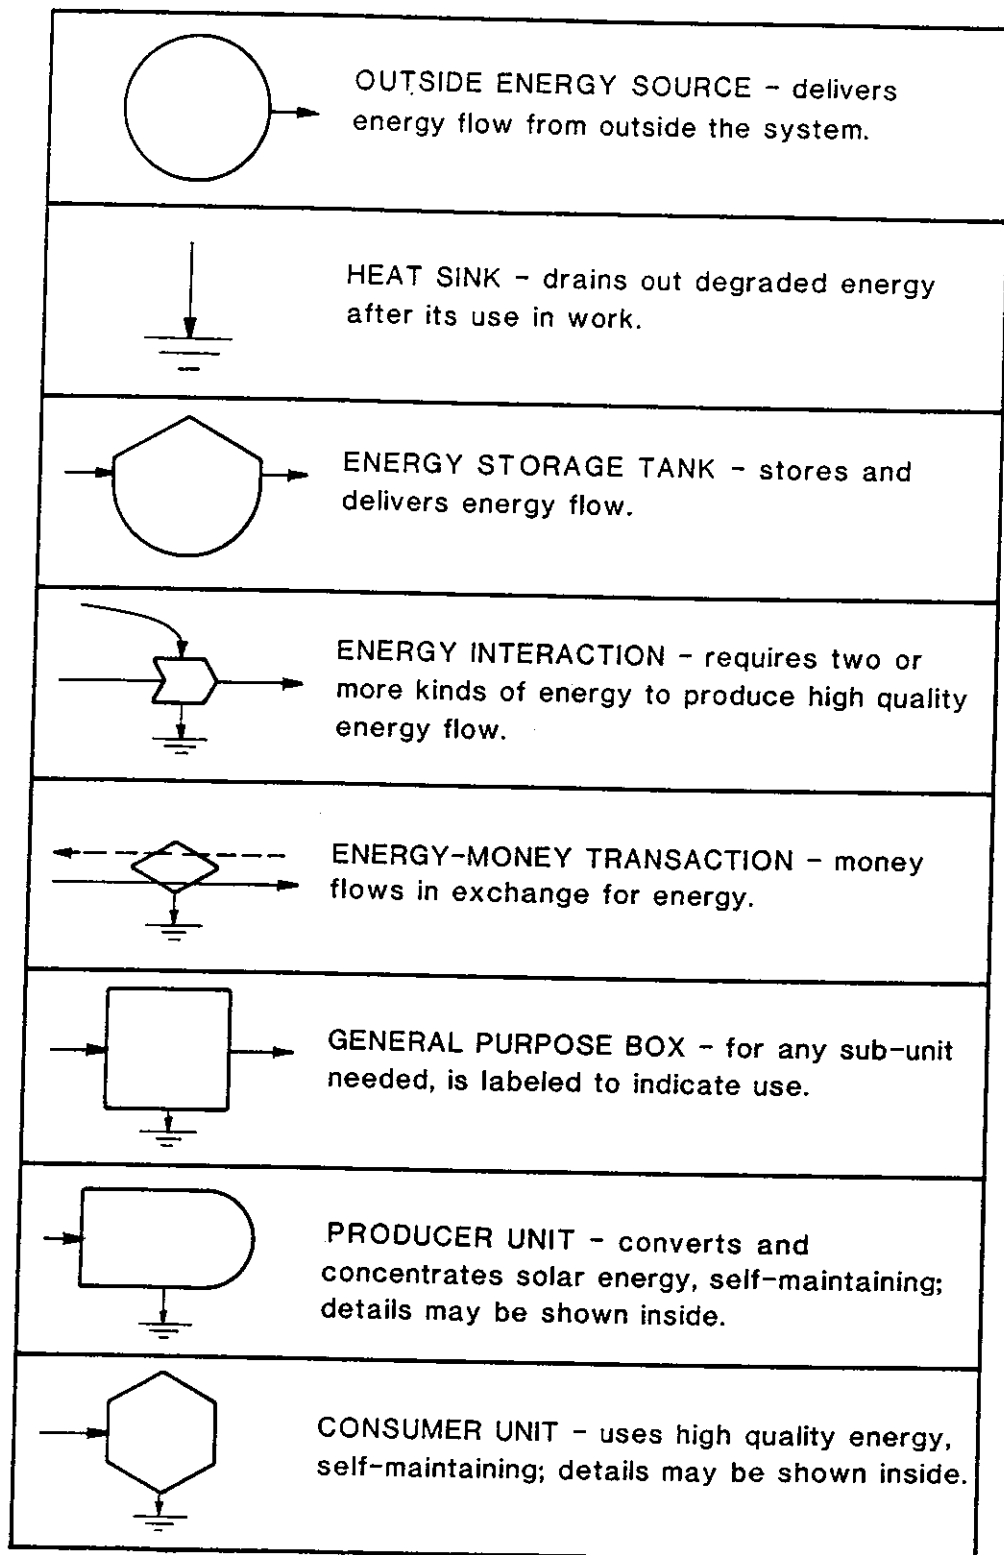 OUTSIDE ENERGY SOURCE - delivers
energy flow from outside the system.
HEAT SINK - drains out degraded energy
after its use in work.
ENERGY STORAGE TANK - stores and
delivers energy flow.
ENERGY INTERACTION - requires two or
more kinds of energy to produce high quality
energy flow.
ENERGY-MONEY TRANSACTION - money
flows in exchange for energy.
GENERAL PURPOSE BOX - for any sub-unit
needed, is labeled to indicate use.
PRODUCER UNIT - converts and
concentrates solar energy, self-maintaining;
details may be shown inside.
CONSUMER UNIT - uses high quality energy,
self-maintaining; details may be shown inside.